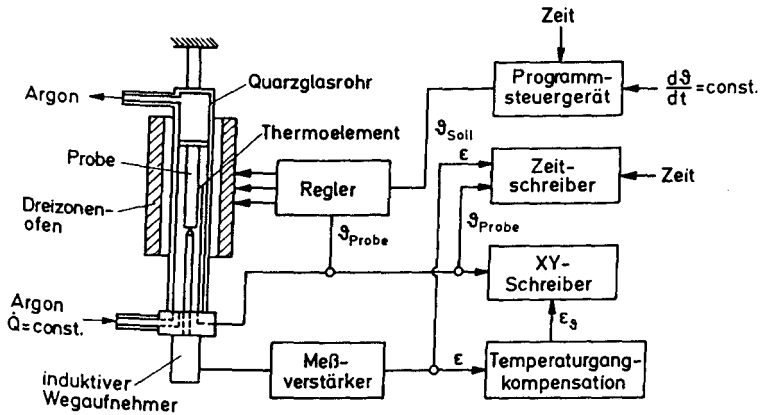 Zeit
Quarzglasrohr
Programm-
steuergerät
dϑ/dt = const.
Argon
Thermoelement
ϑSoll
ε
Probe
Regler
Zeit-
schreiber
Zeit
Dreizonen-
ofen
ϑProbe
ϑProbe
XY-
Schreiber
Argon
Q̇=const.
εϑ
induktiver
Wegaufnehmer
Meß-
verstärker
ε
Temperaturgang-
kompensation